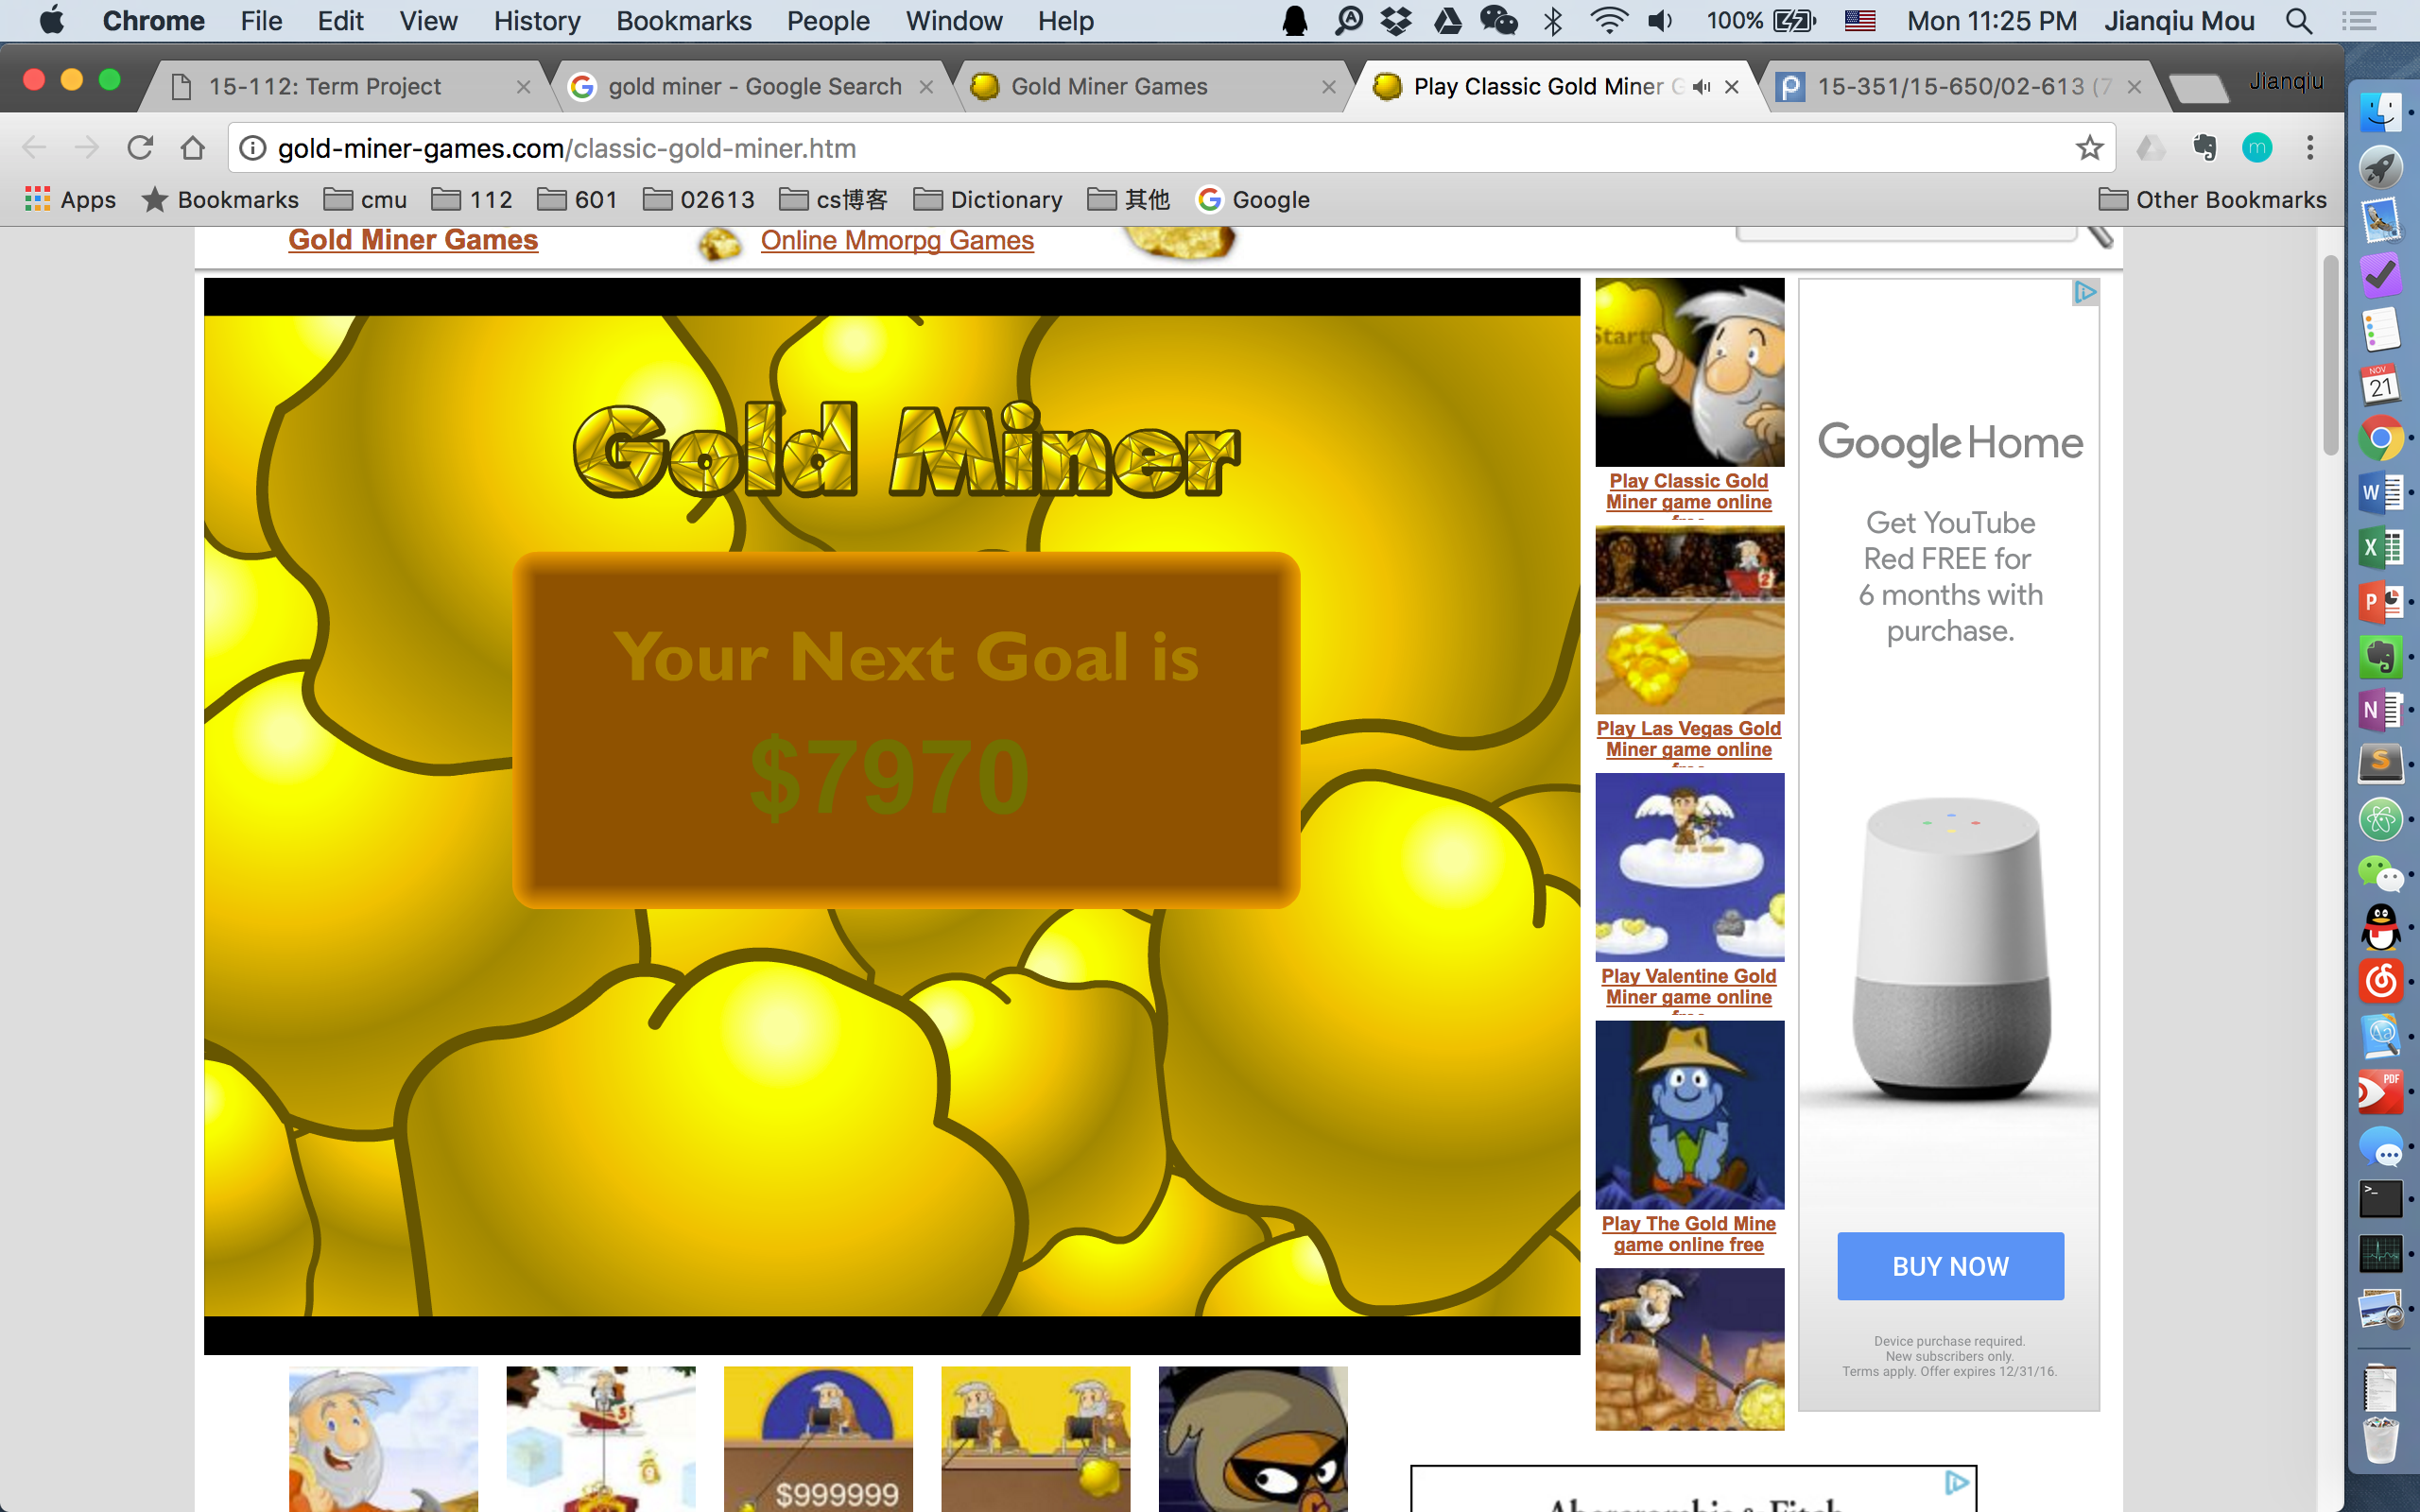 Chrome File Edit View History Bookmarks People Window Help 100% Mon 11:25 PM Jianqiu Mou
15-112: Term Project
gold miner - Google Search
Gold Miner Games
Play Classic Gold Miner G
15-351/15-650/02-613 (7
Jianqiu
gold-miner-games.com/classic-gold-miner.htm
Apps Bookmarks cmu 112 601 02613 cs博客 Dictionary 其他 Google Other Bookmarks
Gold Miner Games
Online Mmorpg Games
Gold Miner
Your Next Goal is
$7970
Start
Play Classic Gold
Miner game online
free
Play Las Vegas Gold
Miner game online
free
Play Valentine Gold
Miner game online
free
Play The Gold Mine
game online free
Google Home
Get YouTube
Red FREE for
6 months with
purchase.
BUY NOW
Device purchase required.
New subscribers only.
Terms apply. Offer expires 12/31/16.
$999999
Abercrombie & Fitch
NOV
21
PDF